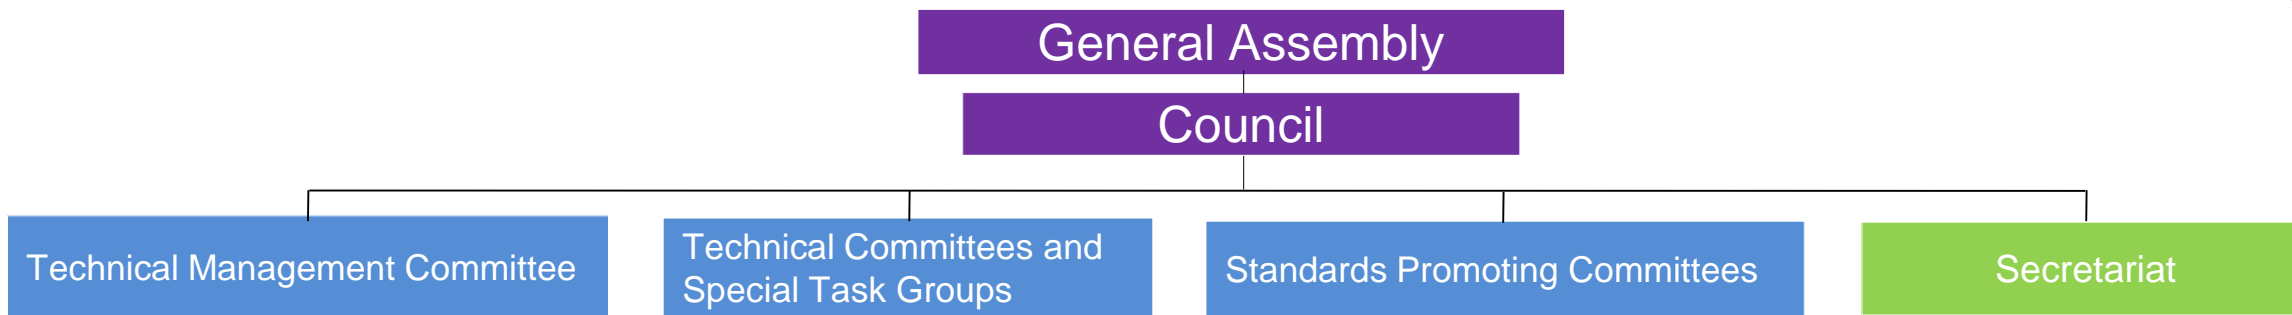 General Assembly
Council
Technical Management Committee
Technical Committees and
Special Task Groups
Standards Promoting Committees
Secretariat